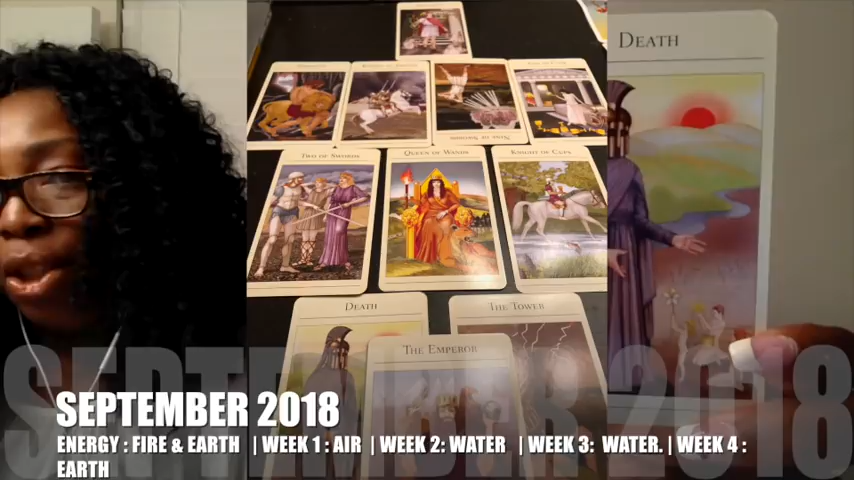 DEATH
TWO OF SWORDS
QUEEN OF WANDS
KNIGHT OF CUPS
DEATH
THE TOWER
THE EMPEROR
SEPTEMBER 2018
SEPTEMBER 2018
ENERGY : FIRE & EARTH | WEEK 1 : AIR | WEEK 2: WATER | WEEK 3: WATER. | WEEK 4 :
EARTH